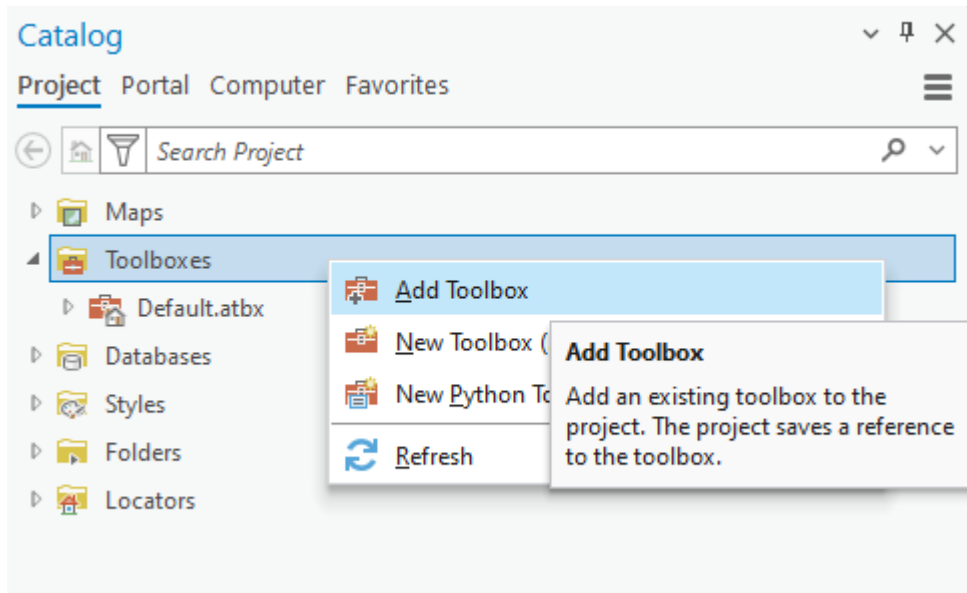 Catalog
Project Portal Computer Favorites
Search Project
Maps
Toolboxes
Default.atbx
Databases
Styles
Folders
Locators
Add Toolbox
New Toolbox (
New Python
Refresh
Add Toolbox
Add an existing toolbox to the
project. The project saves a reference
to the toolbox.